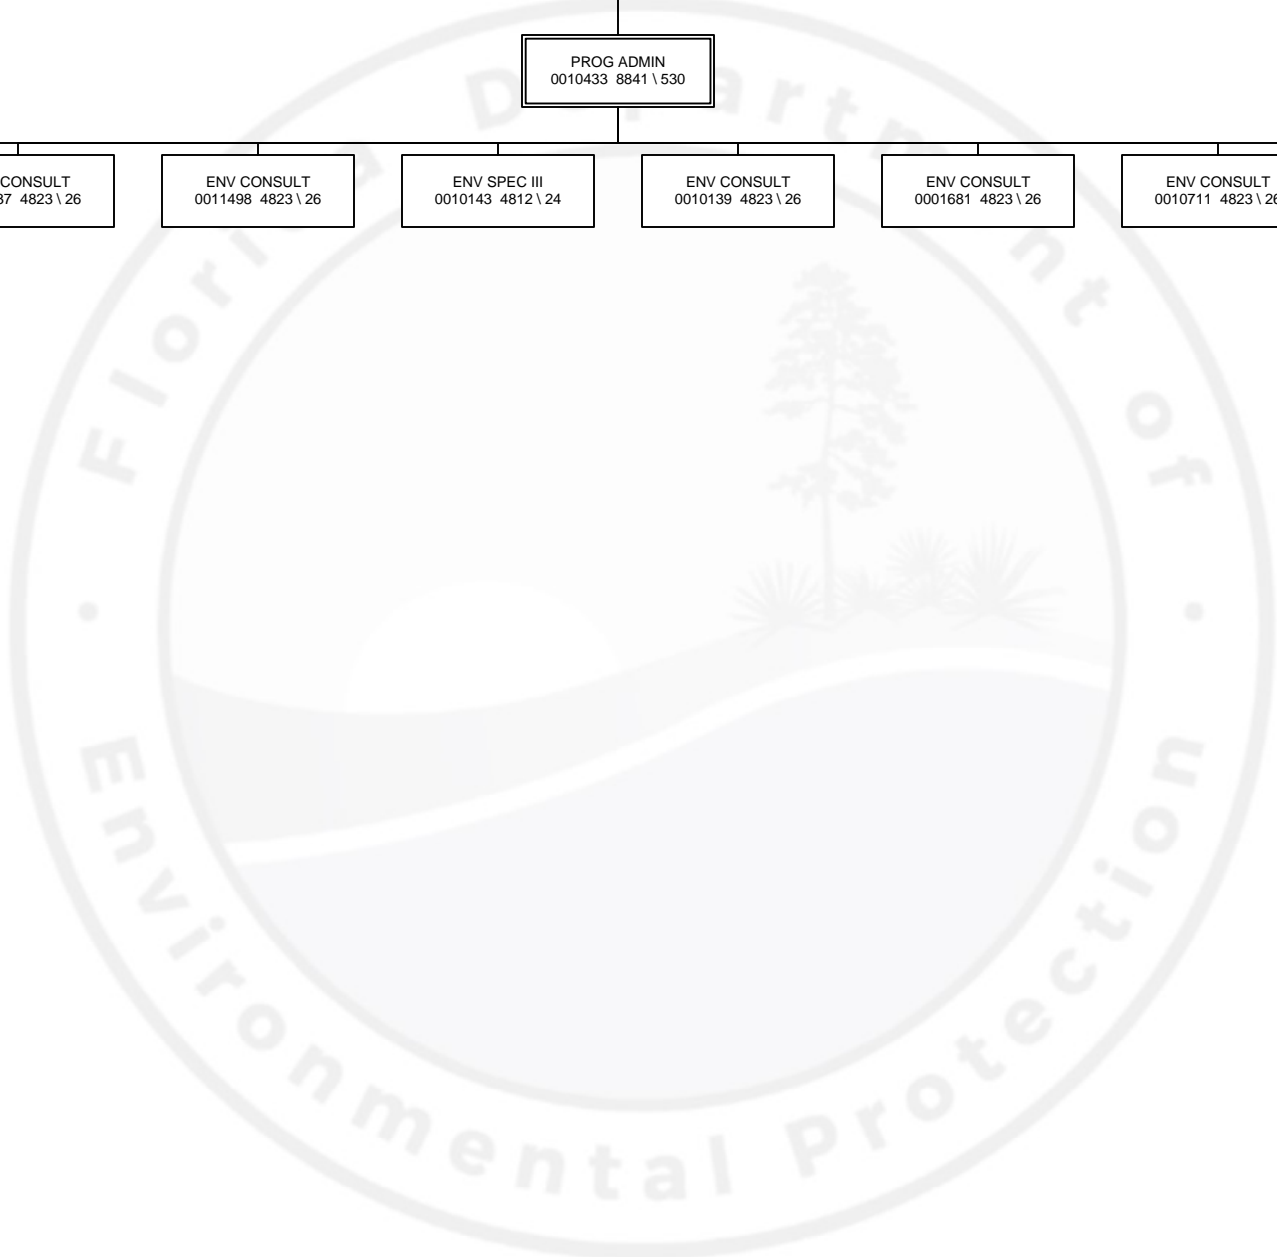 PROG ADMIN
0010433 8841 \ 530
CONSULT
37 4823 \ 26
ENV CONSULT
0011498 4823 \ 26
ENV SPEC III
0010143 4812 \ 24
ENV CONSULT
0010139 4823 \ 26
ENV CONSULT
0001681 4823 \ 26
ENV CONSULT
0010711 4823 \ 26
Florida Department of
Environmental Protection